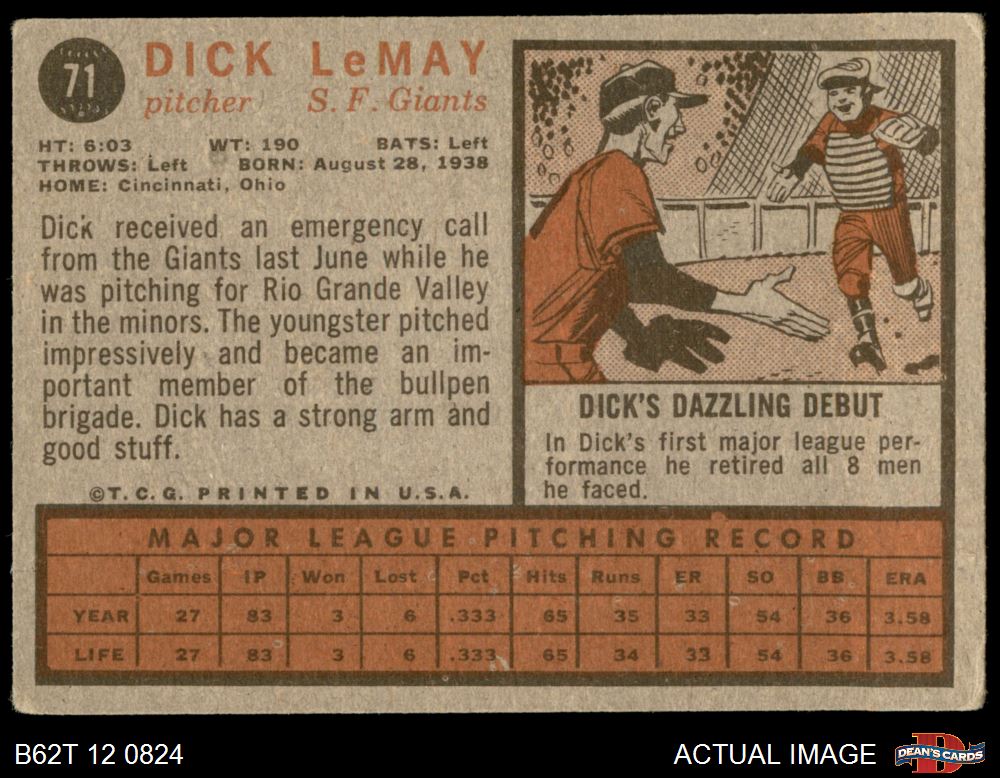 71
DICK LeMAY
pitcher S. F. Giants
HT: 6:03 WT: 190 BATS: Left
THROWS: Left BORN: August 28, 1938
HOME: Cincinnati, Ohio
Dick received an emergency call
from the Giants last June while he
was pitching for Rio Grande Valley
in the minors. The youngster pitched
impressively and became an im-
portant member of the bullpen
brigade. Dick has a strong arm and
good stuff.
©T.C.G. PRINTED IN U.S.A.
DICK'S DAZZLING DEBUT
In Dick's first major league per-
formance he retired all 8 men
he faced.
MAJOR LEAGUE PITCHING RECORD
Games IP Won Lost Pct Hits Runs ER SO BB ERA
YEAR 27 83 3 6 .333 65 35 33 54 36 3.58
LIFE 27 83 3 6 .333 65 34 33 54 36 3.58
B62T 12 0824
ACTUAL IMAGE
DEAN'S CARDS